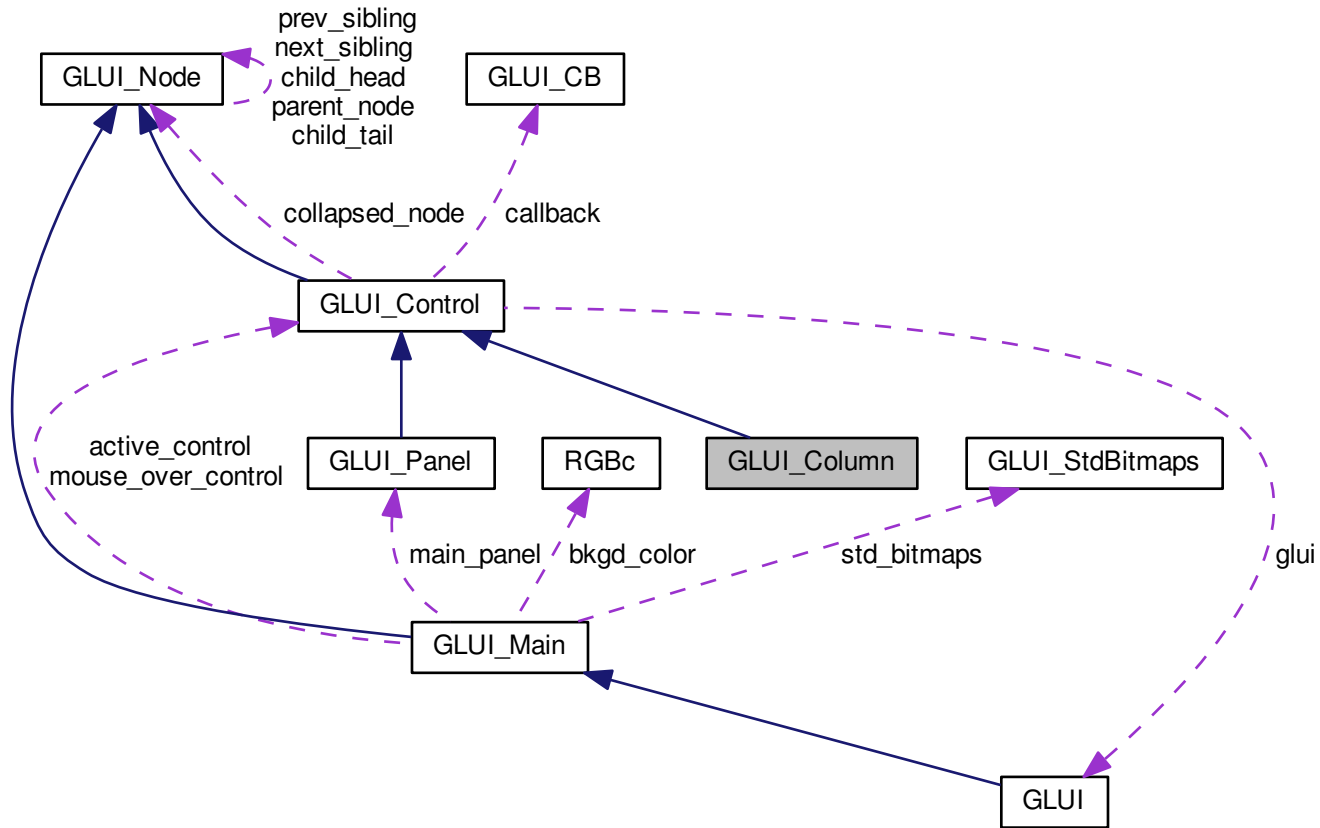 prev_sibling
next_sibling
child_head
parent_node
child_tail
GLUI_Node
GLUI_CB
collapsed_node
callback
GLUI_Control
active_control
mouse_over_control
GLUI_Panel
RGBc
GLUI_Column
GLUI_StdBitmaps
main_panel
bkgd_color
std_bitmaps
glui
GLUI_Main
GLUI